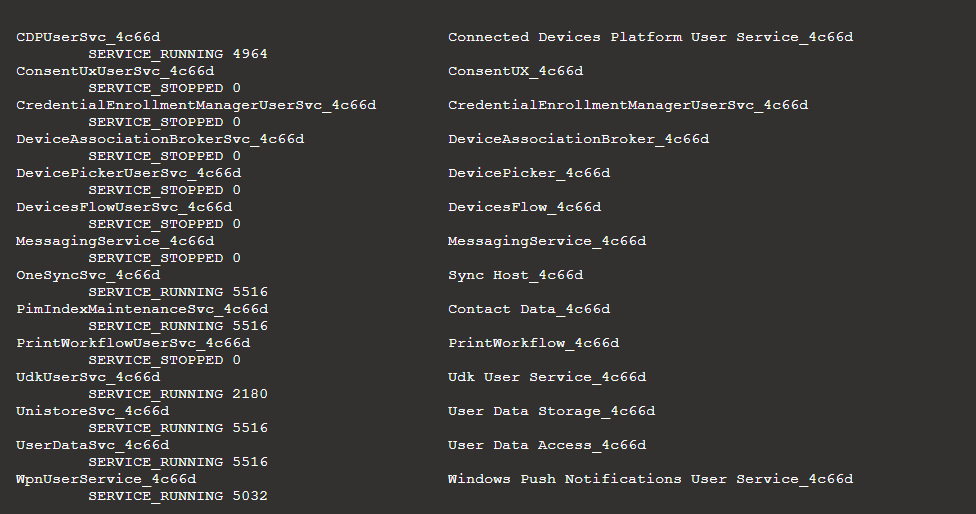 CDPUserSvc_4c66d Connected Devices Platform User Service_4c66d
SERVICE_RUNNING 4964
ConsentUxUserSvc_4c66d ConsentUX_4c66d
SERVICE_STOPPED 0
CredentialEnrollmentManagerUserSvc_4c66d CredentialEnrollmentManagerUserSvc_4c66d
SERVICE_STOPPED 0
DeviceAssociationBrokerSvc_4c66d DeviceAssociationBroker_4c66d
SERVICE_STOPPED 0
DevicePickerUserSvc_4c66d DevicePicker_4c66d
SERVICE_STOPPED 0
DevicesFlowUserSvc_4c66d DevicesFlow_4c66d
SERVICE_STOPPED 0
MessagingService_4c66d MessagingService_4c66d
SERVICE_STOPPED 0
OneSyncSvc_4c66d Sync Host_4c66d
SERVICE_RUNNING 5516
PimIndexMaintenanceSvc_4c66d Contact Data_4c66d
SERVICE_RUNNING 5516
PrintWorkflowUserSvc_4c66d PrintWorkflow_4c66d
SERVICE_STOPPED 0
UdkUserSvc_4c66d Udk User Service_4c66d
SERVICE_RUNNING 2180
UnistoreSvc_4c66d User Data Storage_4c66d
SERVICE_RUNNING 5516
UserDataSvc_4c66d User Data Access_4c66d
SERVICE_RUNNING 5516
WpnUserService_4c66d Windows Push Notifications User Service_4c66d
SERVICE_RUNNING 5032